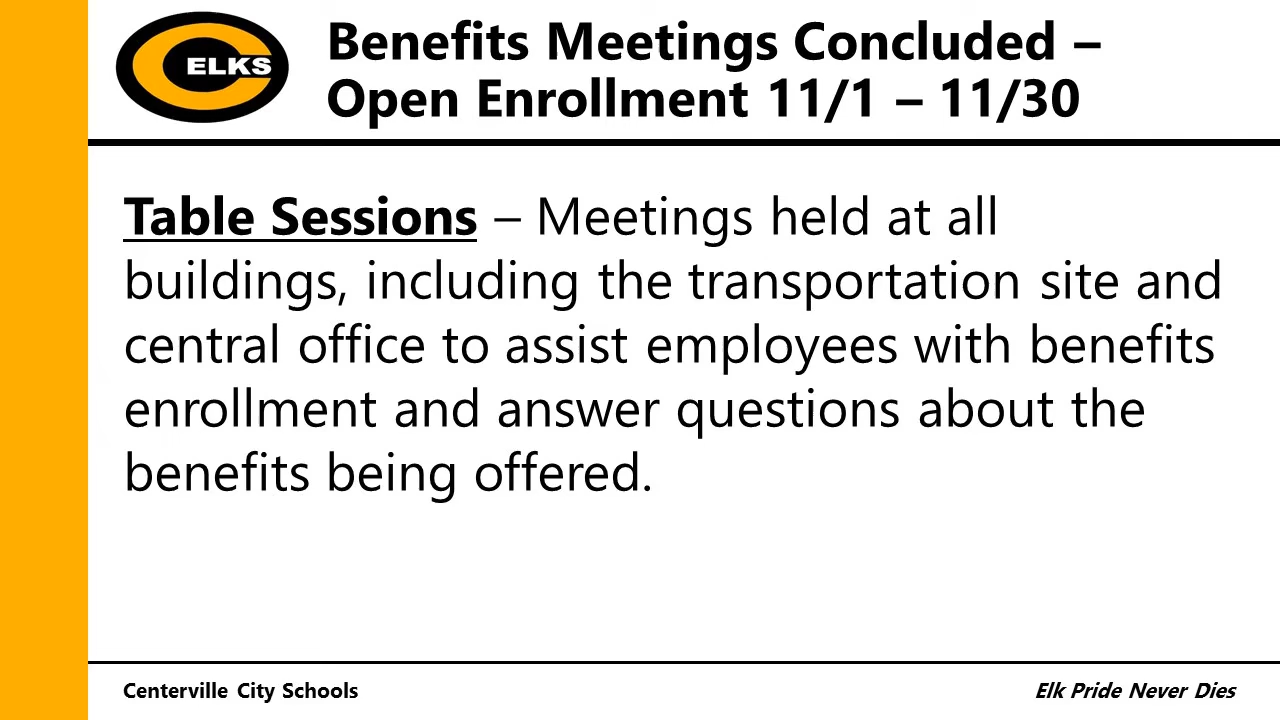 ELKS
Benefits Meetings Concluded –
Open Enrollment 11/1 – 11/30
Table Sessions – Meetings held at all
buildings, including the transportation site and
central office to assist employees with benefits
enrollment and answer questions about the
benefits being offered.
Centerville City Schools
Elk Pride Never Dies